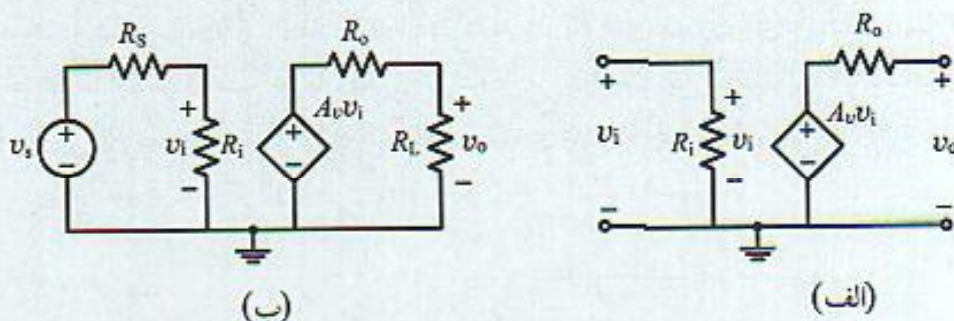 R_S
R_o
+
v_s
+
−
+
v_i
−
R_i
A_v v_i
+
−
R_L
+
v_o
−
(ب)
R_o
+
v_i
−
R_i
+
v_i
−
A_v v_i
+
−
+
v_o
−
(الف)